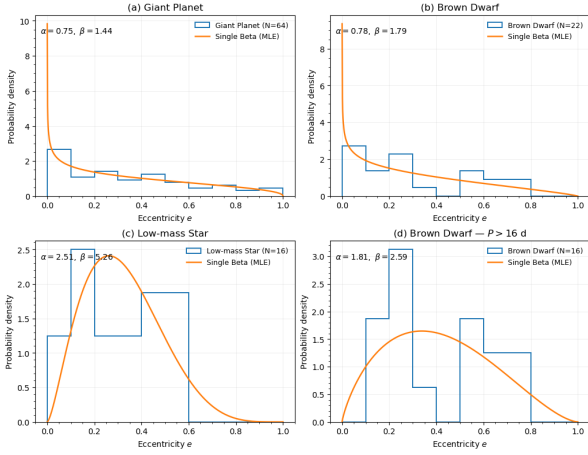 (a) Giant Planet
α = 0.75, β = 1.44
Giant Planet (N=64)
Single Beta (MLE)
Probability density
0
2
4
6
8
10
0.0 0.2 0.4 0.6 0.8 1.0
Eccentricity e
(b) Brown Dwarf
α = 0.78, β = 1.79
Brown Dwarf (N=22)
Single Beta (MLE)
Probability density
0
2
4
6
8
0.0 0.2 0.4 0.6 0.8 1.0
Eccentricity e
(c) Low-mass Star
α = 2.51, β = 5.26
Low-mass Star (N=16)
Single Beta (MLE)
Probability density
0.0
0.5
1.0
1.5
2.0
2.5
0.0 0.2 0.4 0.6 0.8 1.0
Eccentricity e
(d) Brown Dwarf — P > 16 d
α = 1.81, β = 2.59
Brown Dwarf (N=16)
Single Beta (MLE)
Probability density
0.0
0.5
1.0
1.5
2.0
2.5
3.0
0.0 0.2 0.4 0.6 0.8 1.0
Eccentricity e